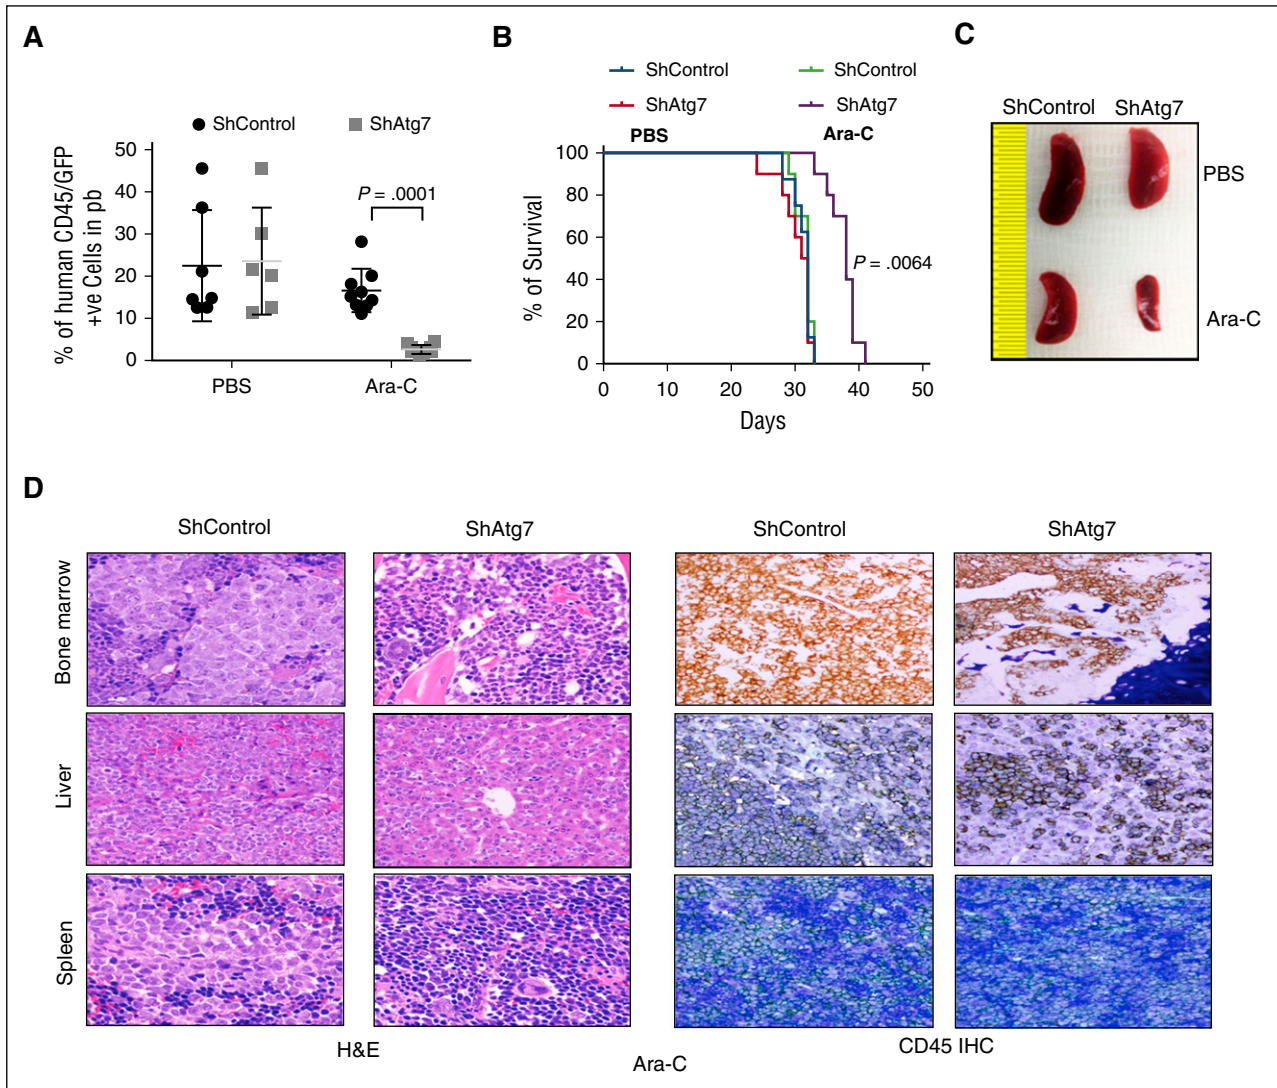 A
ShControl
ShAtg7
% of human CD45/GFP
+ve Cells in pb
50
40
30
20
10
0
P = .0001
PBS
Ara-C
B
ShControl
ShControl
ShAtg7
ShAtg7
PBS
Ara-C
% of Survival
100
80
60
40
20
0
P = .0064
0
10
20
30
40
50
Days
C
ShControl
ShAtg7
PBS
Ara-C
D
ShControl
ShAtg7
ShControl
ShAtg7
Bone marrow
Liver
Spleen
H&E
CD45 IHC
Ara-C